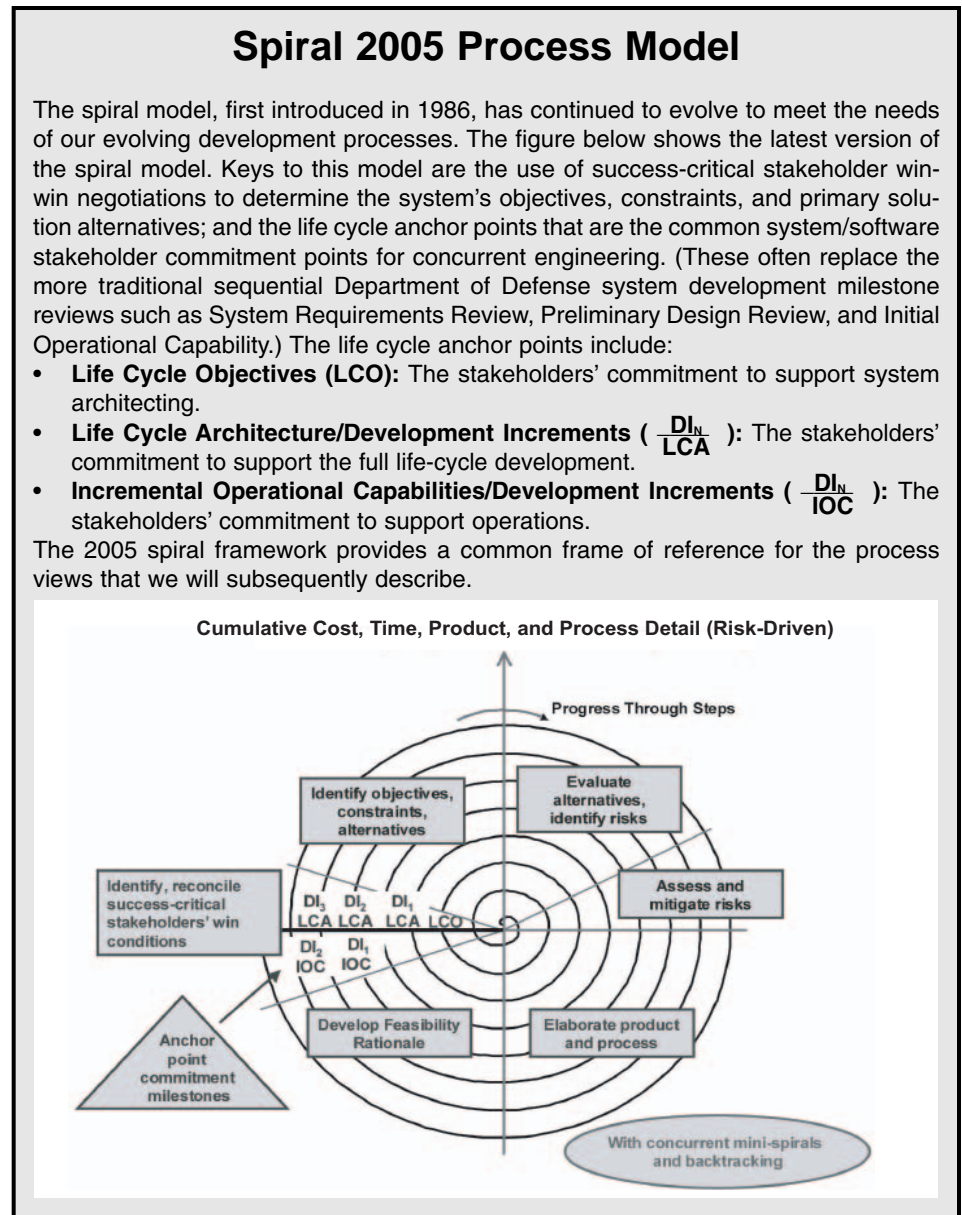 Spiral 2005 Process Model
The spiral model, first introduced in 1986, has continued to evolve to meet the needs
of our evolving development processes. The figure below shows the latest version of
the spiral model. Keys to this model are the use of success-critical stakeholder win-
win negotiations to determine the system's objectives, constraints, and primary solu-
tion alternatives; and the life cycle anchor points that are the common system/software
stakeholder commitment points for concurrent engineering. (These often replace the
more traditional sequential Department of Defense system development milestone
reviews such as System Requirements Review, Preliminary Design Review, and Initial
Operational Capability.) The life cycle anchor points include:
• Life Cycle Objectives (LCO): The stakeholders' commitment to support system
architecting.
• Life Cycle Architecture/Development Increments ( DIN/LCA ): The stakeholders'
commitment to support the full life-cycle development.
• Incremental Operational Capabilities/Development Increments ( DIN/IOC ): The
stakeholders' commitment to support operations.
The 2005 spiral framework provides a common frame of reference for the process
views that we will subsequently describe.
Cumulative Cost, Time, Product, and Process Detail (Risk-Driven)
Progress Through Steps
Identify objectives,
constraints,
alternatives
Evaluate
alternatives,
identify risks
Identify, reconcile
success-critical
stakeholders' win
conditions
Assess and
mitigate risks
DI3 DI2 DI1
LCA LCA LCA LCO
DI2 DI1
IOC IOC
Develop Feasibility
Rationale
Elaborate product
and process
Anchor
point
commitment
milestones
With concurrent mini-spirals
and backtracking